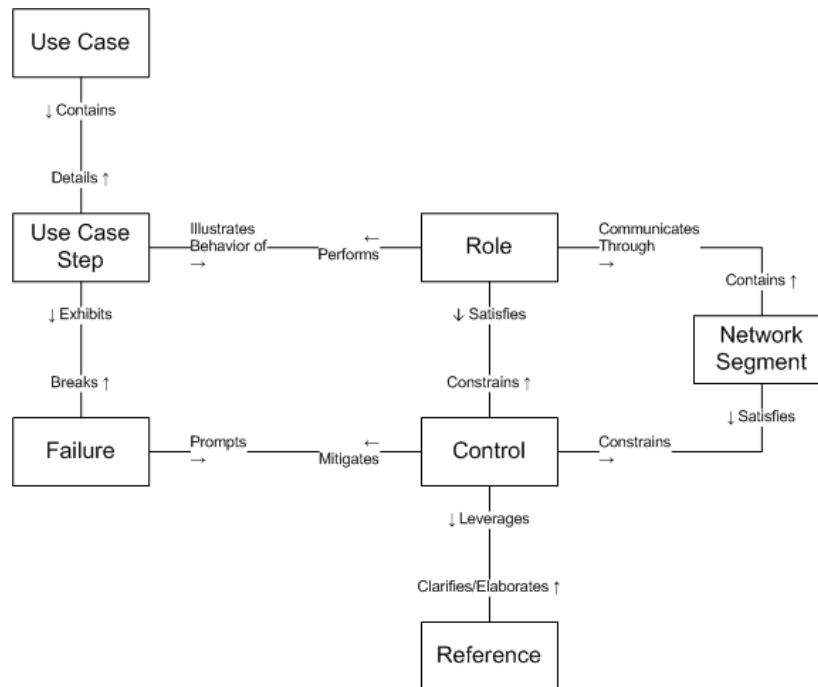 Use Case
↓ Contains
Details ↑
Use Case
Step
Illustrates
Behavior of
→
←
Performs
Role
Communicates
Through
→
Contains ↑
Network
Segment
↓ Exhibits
↓ Satisfies
Breaks ↑
Constrains ↑
↓ Satisfies
Failure
Prompts
→
←
Mitigates
Control
Constrains
→
↓ Leverages
Clarifies/Elaborates ↑
Reference